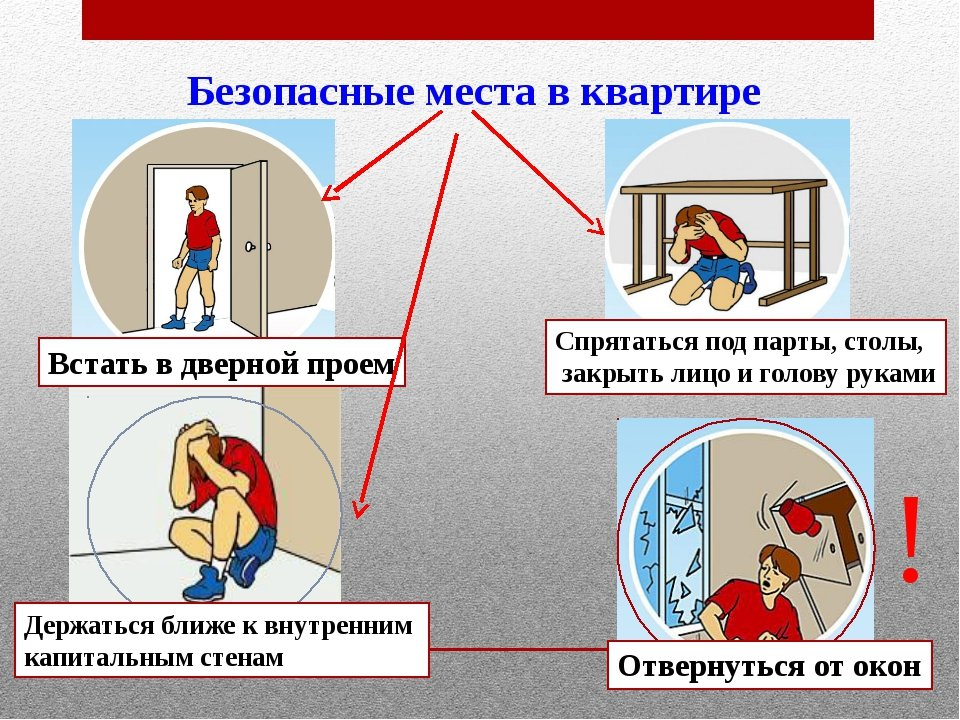 Безопасные места в квартире
Встать в дверной проем
Спрятаться под парты, столы,
закрыть лицо и голову руками
!
Держаться ближе к внутренним
капитальным стенам
Отвернуться от окон